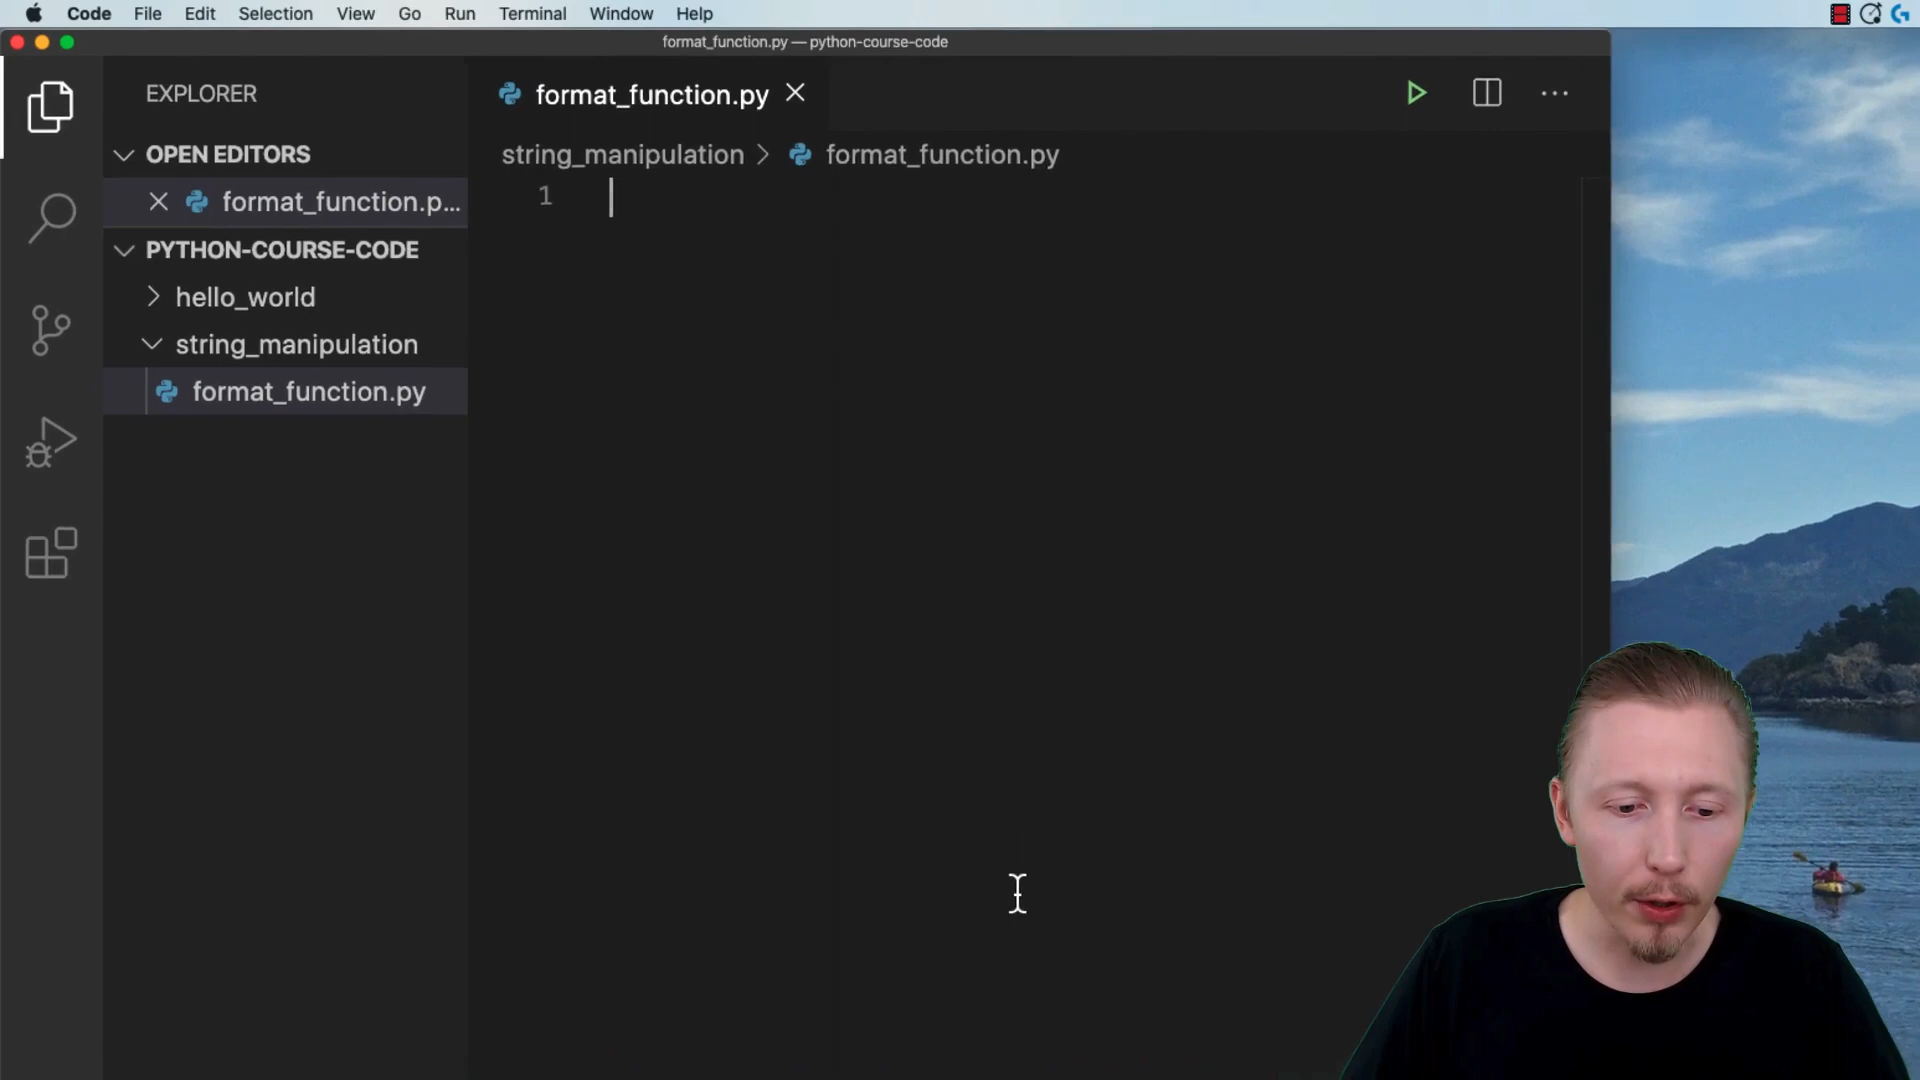 Code File Edit Selection View Go Run Terminal Window Help
format_function.py — python-course-code
EXPLORER
OPEN EDITORS
format_function.p...
PYTHON-COURSE-CODE
hello_world
string_manipulation
format_function.py
format_function.py
string_manipulation > format_function.py
1